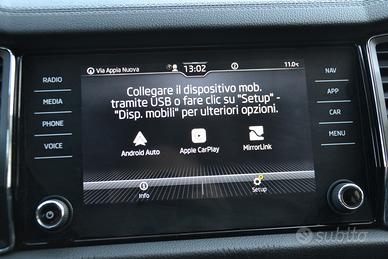 Via Appia Nuova
13:02
11.0
Collegare il dispositivo mob.
tramite USB o fare clic su "Setup" -
"Disp. mobili" per ulteriori opzioni.
Android Auto
Apple CarPlay
MirrorLink
Info
Setup
RADIO
MEDIA
PHONE
VOICE
NAV
APP
CAR
MENU
subito